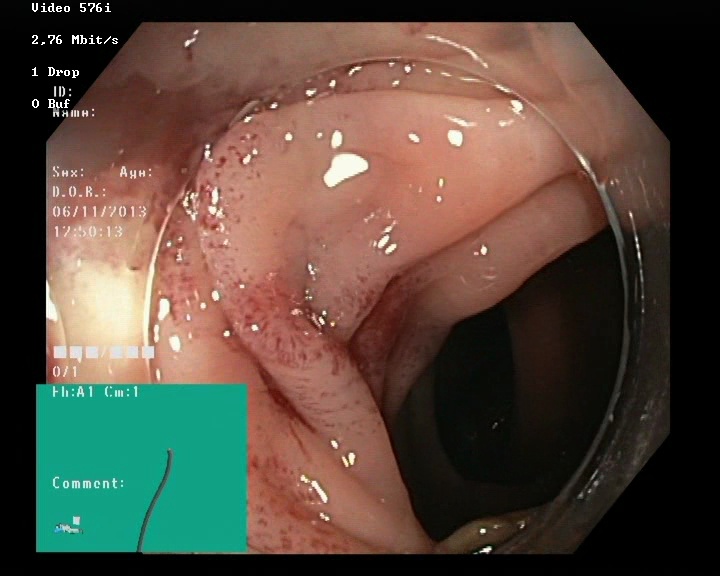 Video 576i
2,76 Mbit/s
1 Drop
ID:
0 Buf
Name:
Sex: Age:
D.O.B.:
06/11/2013
12:50:13
0/1
Eh:A1 Cm:1
Comment: